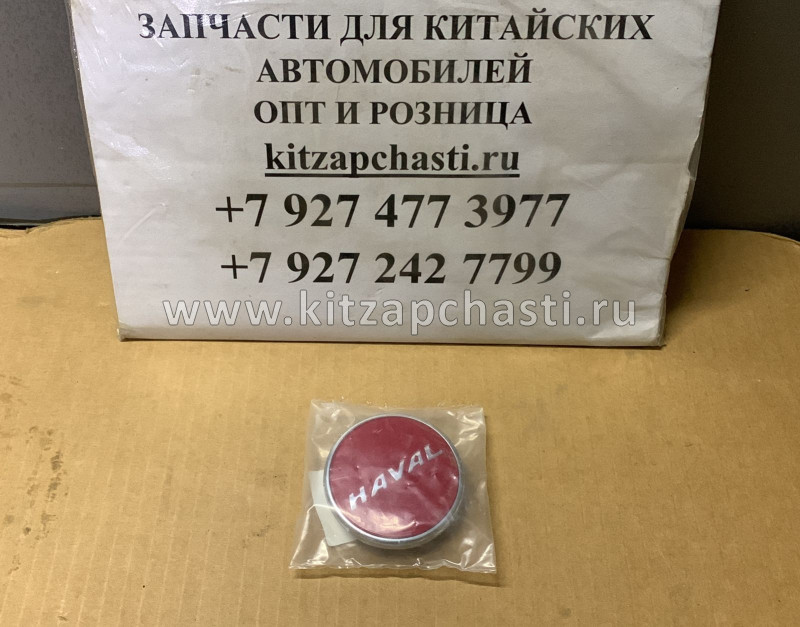 ЗАПЧАСТИ ДЛЯ КИТАЙСКИХ
АВТОМОБИЛЕЙ
ОПТ И РОЗНИЦА
kitzapchasti.ru
+7 927 477 3977
+7 927 242 7799
www.kitzapchasti.ru
HAVAL